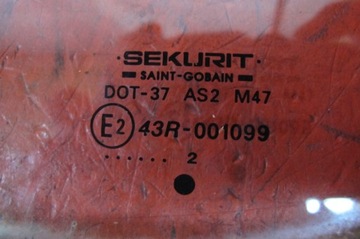 SEKURIT
SAINT-GOBAIN
DOT-37 AS2 M47
E2 43R-001099
...... 2